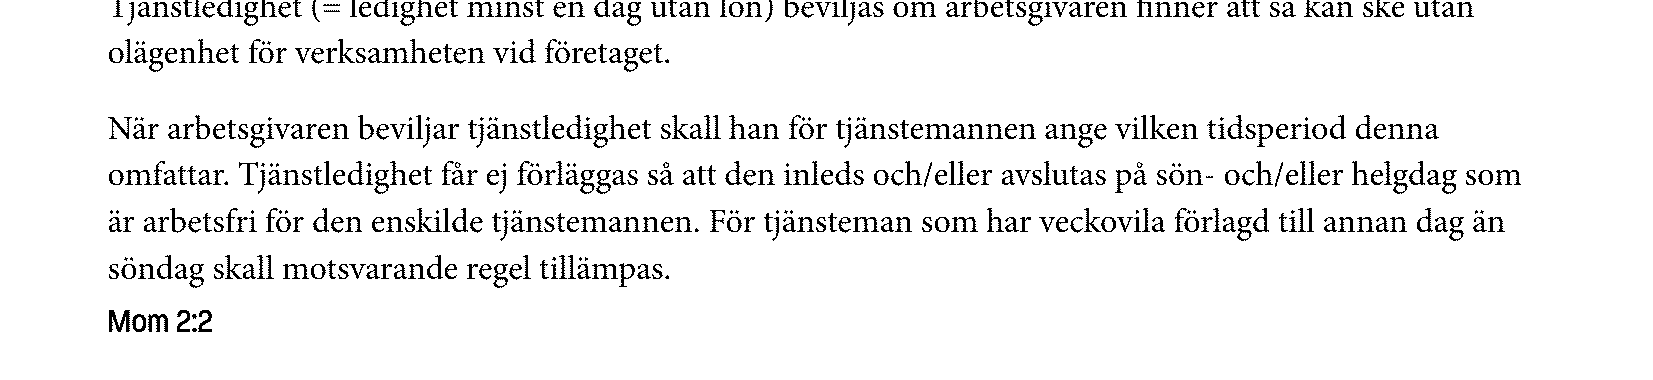 Tjänstledighet (= ledighet minst en dag utan lön) beviljas om arbetsgivaren finner att så kan ske utan
olägenhet för verksamheten vid företaget.
När arbetsgivaren beviljar tjänstledighet skall han för tjänstemannen ange vilken tidsperiod denna
omfattar. Tjänstledighet får ej förläggas så att den inleds och/eller avslutas på sön- och/eller helgdag som
är arbetsfri för den enskilde tjänstemannen. För tjänsteman som har veckovila förlagd till annan dag än
söndag skall motsvarande regel tillämpas.
Mom 2:2